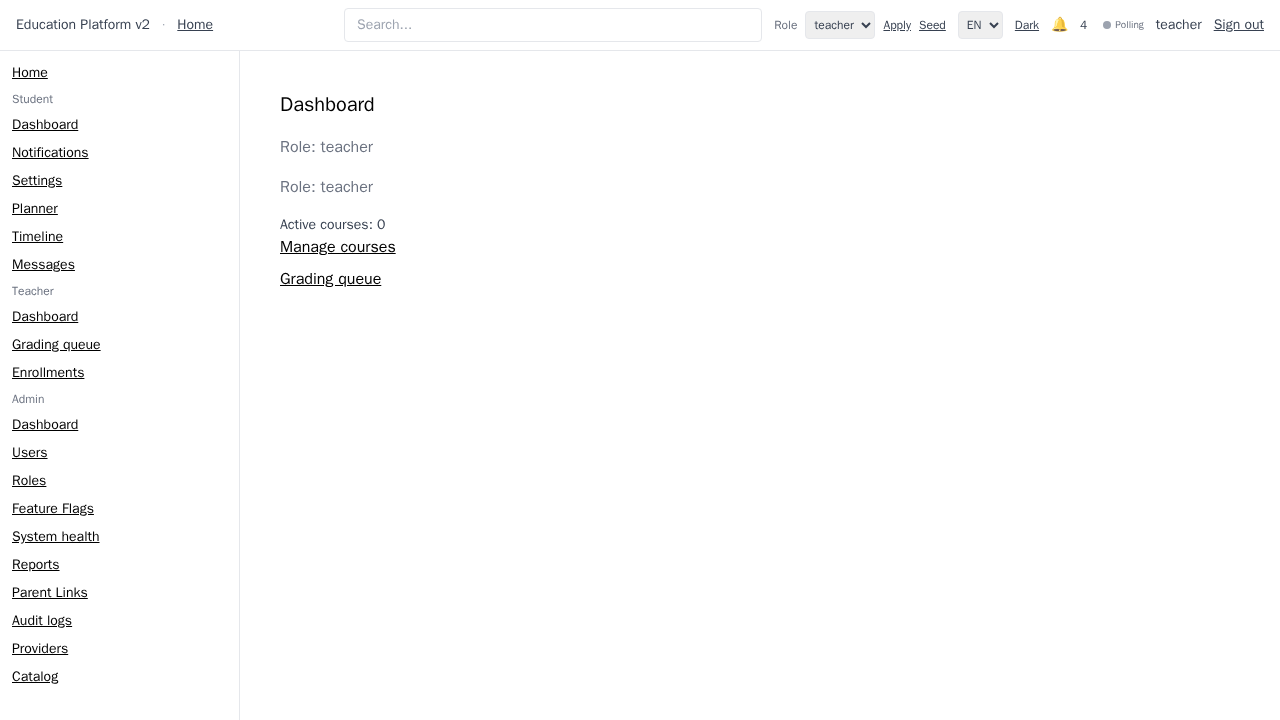 Education Platform v2 · Home
Search...
Role teacher Apply Seed EN Dark 🔔 4 Polling teacher Sign out
Home
Student
Dashboard
Notifications
Settings
Planner
Timeline
Messages
Teacher
Dashboard
Grading queue
Enrollments
Admin
Dashboard
Users
Roles
Feature Flags
System health
Reports
Parent Links
Audit logs
Providers
Catalog
Dashboard
Role: teacher
Role: teacher
Active courses: 0
Manage courses
Grading queue